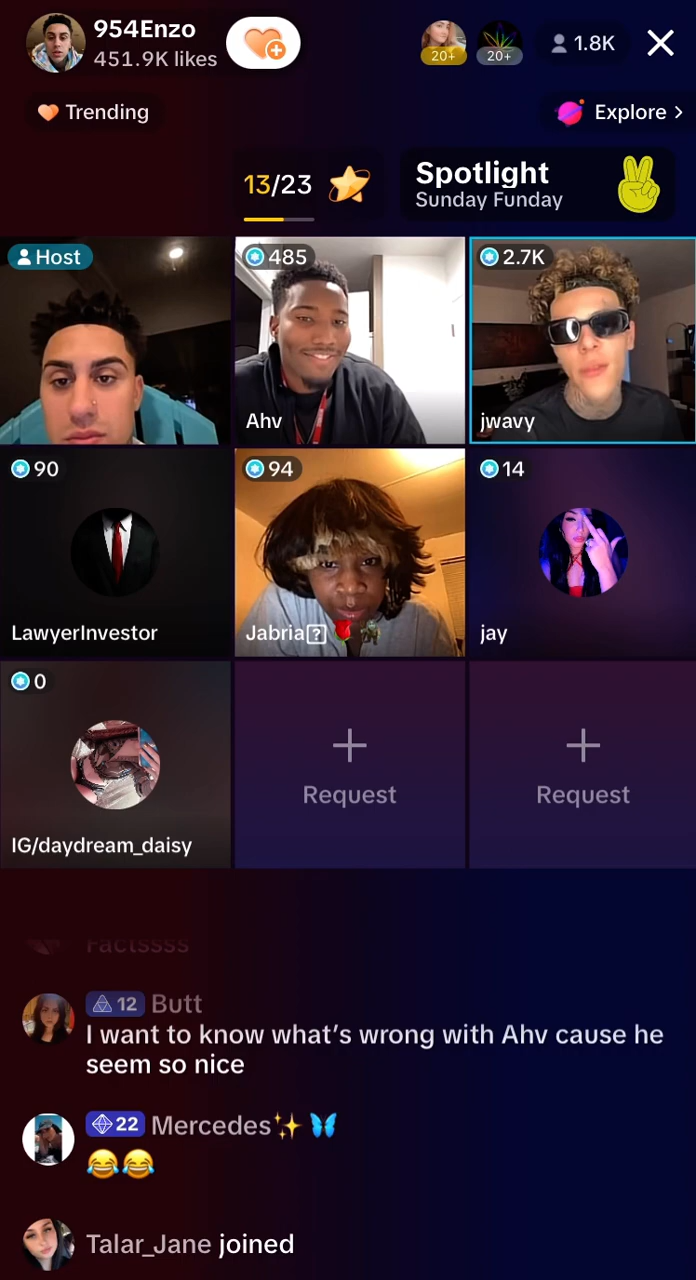 954Enzo
451.9K likes
20+
20+
1.8K
Trending
Explore >
13/23
Spotlight
Sunday Funday
Host
485
2.7K
Ahv
jwavy
90
94
14
LawyerInvestor
Jabria
jay
0
IG/daydream_daisy
Request
Request
Factssss
12 Butt
I want to know what's wrong with Ahv cause he
seem so nice
22 Mercedes✨🦋
😂😂
Talar_Jane joined